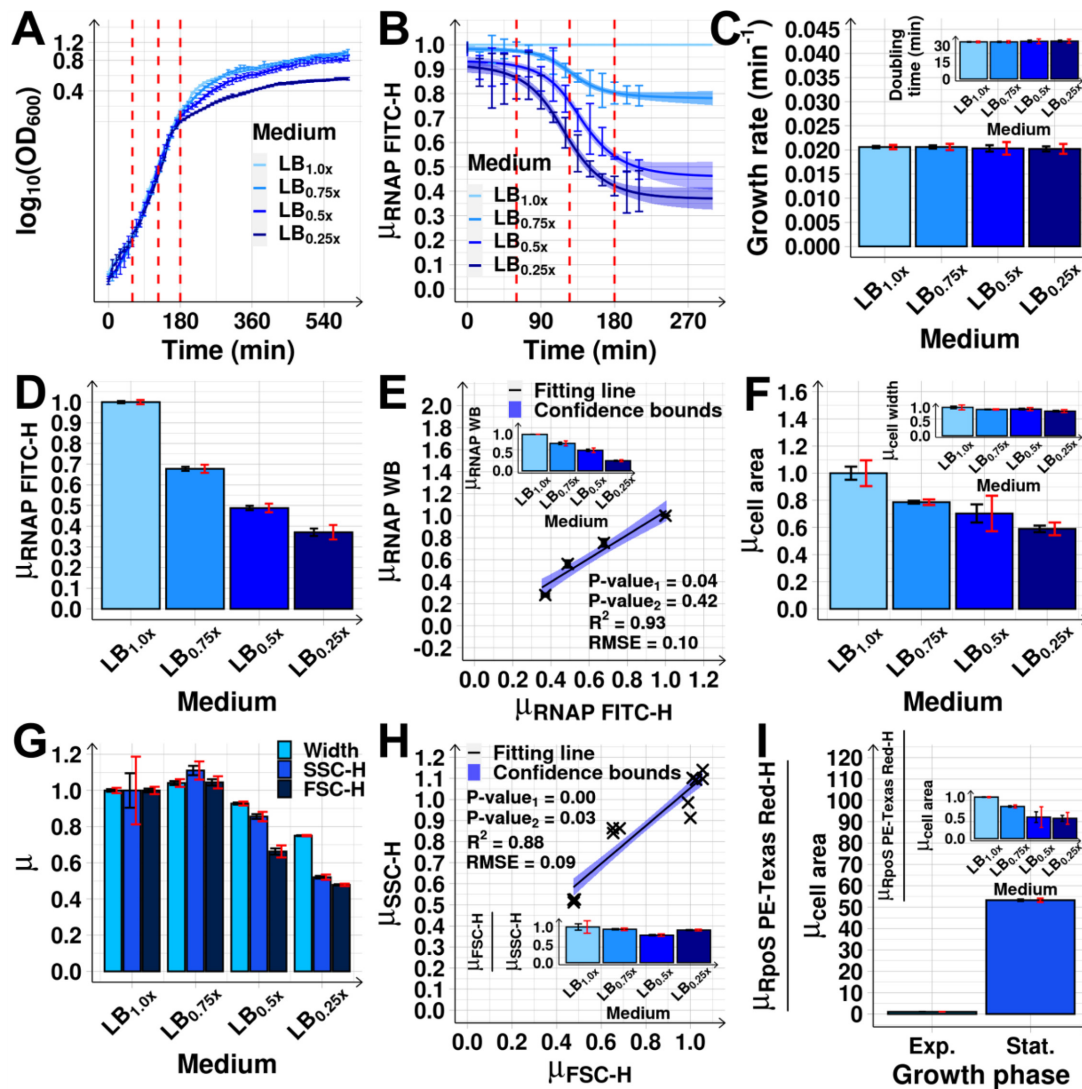 A
1.2
0.8
0.4
log10(OD600)
Medium
LB1.0x
LB0.75x
LB0.5x
LB0.25x
0 180 360 540
Time (min)
B
1.0
0.9
0.8
0.7
0.6
0.5
0.4
0.3
0.2
0.1
0.0
μRNAP FITC-H
Medium
LB1.0x
LB0.75x
LB0.5x
LB0.25x
0 90 180 270
Time (min)
C
0.045
0.040
0.035
0.030
0.025
0.020
0.015
0.010
0.005
0.000
Growth rate (min-1)
Doubling
time (min)
30
15
0
LB1.0x LB0.75x LB0.5x LB0.25x
Medium
LB1.0x LB0.75x LB0.5x LB0.25x
Medium
D
1.0
0.9
0.8
0.7
0.6
0.5
0.4
0.3
0.2
0.1
0.0
μRNAP FITC-H
LB1.0x LB0.75x LB0.5x LB0.25x
Medium
E
Fitting line
Confidence bounds
2.0
1.8
1.6
1.4
1.2
1.0
0.8
0.6
0.4
0.2
0.0
-0.2
μRNAP WB
μRNAP WB
1.0
0.5
0.0
LB1.0x LB0.75x LB0.5x LB0.25x
Medium
P-value1 = 0.04
P-value2 = 0.42
R2 = 0.93
RMSE = 0.10
0.0 0.2 0.4 0.6 0.8 1.0 1.2
μRNAP FITC-H
F
1.6
1.4
1.2
1.0
0.8
0.6
0.4
0.2
0.0
μcell area
μcell width
1.0
0.5
0.0
LB1.0x LB0.75x LB0.5x LB0.25x
Medium
LB1.0x LB0.75x LB0.5x LB0.25x
Medium
G
Width
SSC-H
FSC-H
1.2
1.0
0.8
0.6
0.4
0.2
0.0
μ
LB1.0x LB0.75x LB0.5x LB0.25x
Medium
H
Fitting line
Confidence bounds
P-value1 = 0.00
P-value2 = 0.03
R2 = 0.88
RMSE = 0.09
1.2
1.1
1.0
0.9
0.8
0.7
0.6
0.5
0.4
0.3
0.2
0.1
0.0
μSSC-H
μFSC-H
μSSC-H
1.0
0.5
0.0
LB1.0x LB0.75x LB0.5x LB0.25x
Medium
0.0 0.2 0.4 0.6 0.8 1.0
μFSC-H
I
120
110
100
90
80
70
60
50
40
30
20
10
0
μRpoS PE-Texas Red-H
μcell area
μRpoS PE-Texas Red-H
μcell area
1.0
0.5
0.0
LB1.0x LB0.75x LB0.5x LB0.25x
Medium
Exp. Stat.
Growth phase